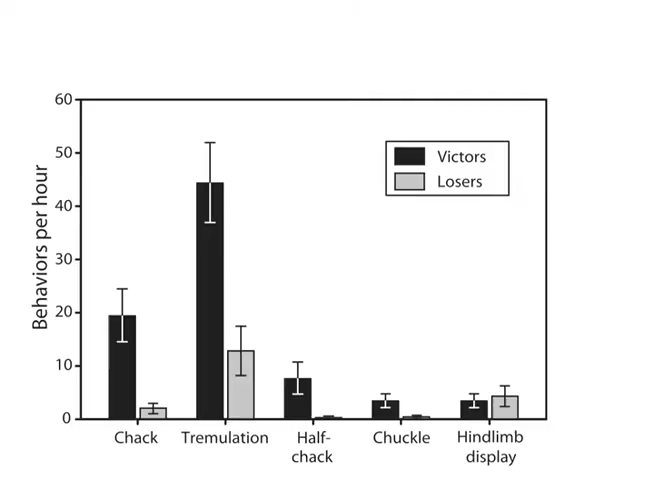 60
50
40
30
20
10
0
Behaviors per hour
Victors
Losers
Chack
Tremulation
Half-
chack
Chuckle
Hindlimb
display